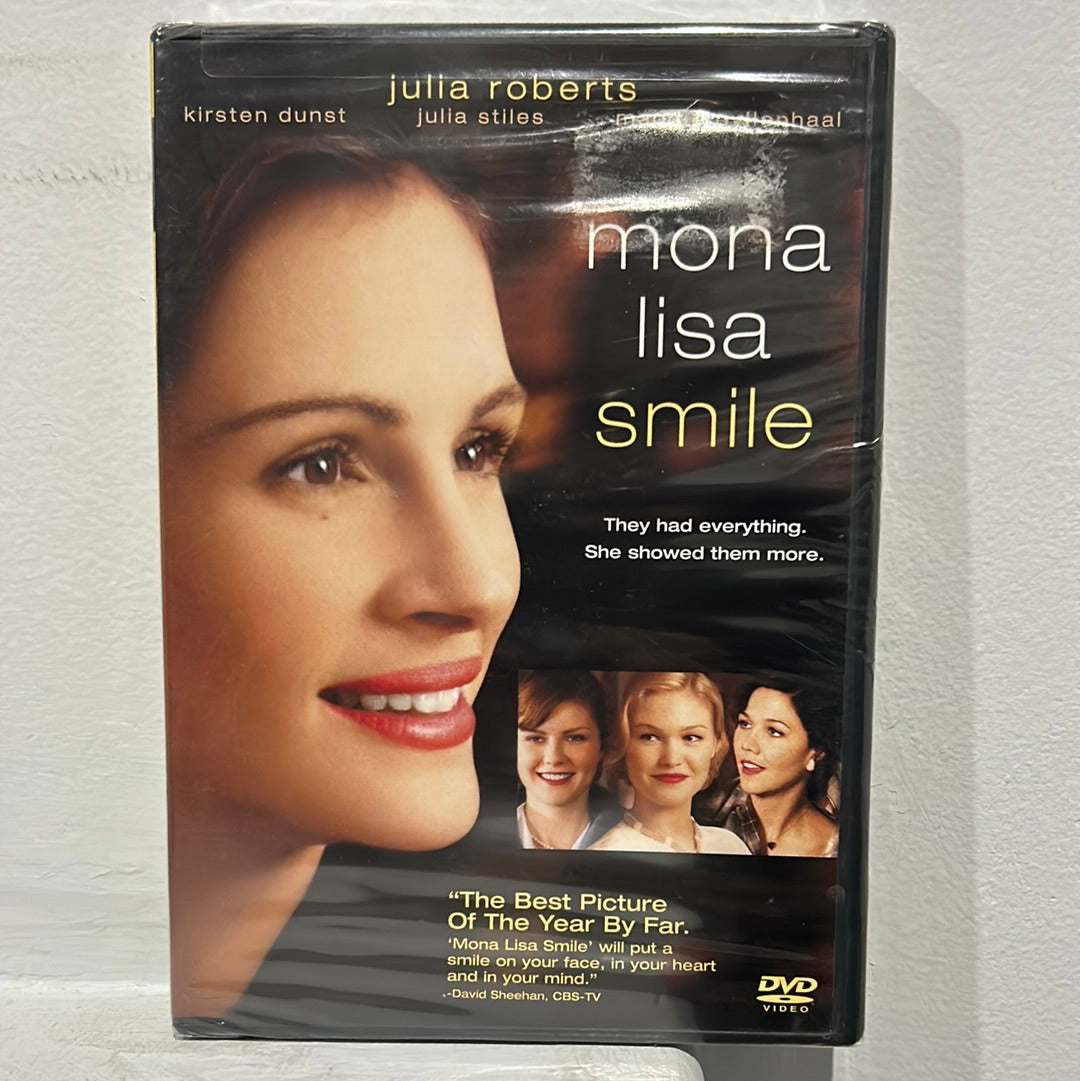 julia roberts
kirsten dunst julia stiles
mona
lisa
smile
They had everything.
She showed them more.
“The Best Picture
Of The Year By Far.
‘Mona Lisa Smile’ will put a
smile on your face, in your heart
and in your mind.”
-David Sheehan, CBS-TV
DVD
VIDEO